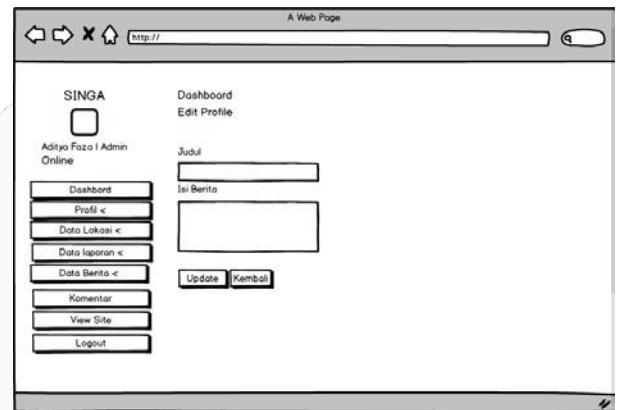 A Web Page
http://
SINGA
Aditya Faza | Admin
Online
Dashbord
Profil <
Data Lokasi <
Data laporan <
Data Berita <
Komentar
View Site
Logout
Dashboard
Edit Profile
Judul
Isi Berita
Update Kembali